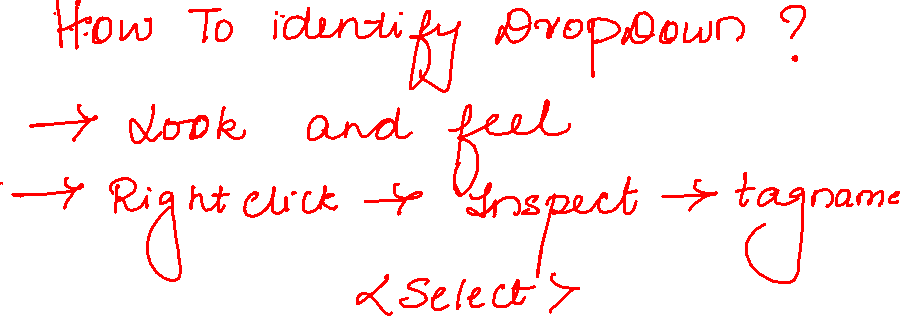 How To identify DropDown ?
→ Look and feel
→ Right click → Inspect → tagname
<Select>